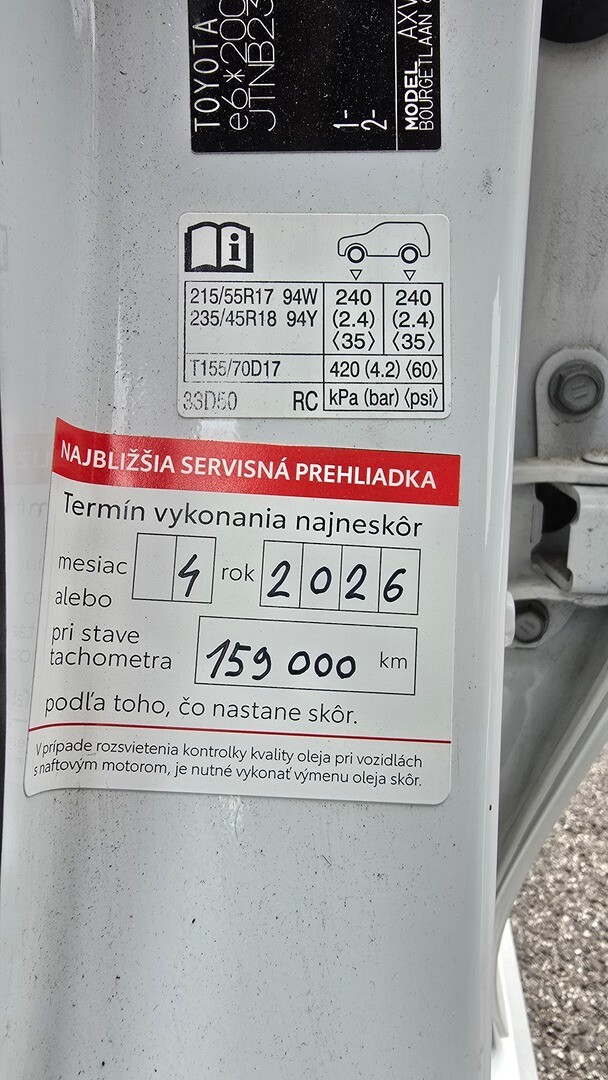 TOYOTA
e6*200
JTNB23
1-
2-
MODEL AXV
BOURGETLAAN
i
215/55R17 94W 240 240
235/45R18 94Y (2.4) (2.4)
⟨35⟩ ⟨35⟩
T155/70D17 420 (4.2) ⟨60⟩
33D50 RC kPa (bar) ⟨psi⟩
NAJBLIŽŠIA SERVISNÁ PREHLIADKA
Termín vykonania najneskôr
mesiac 4 rok 2026
alebo
pri stave
tachometra 159 000 km
podľa toho, čo nastane skôr.
V prípade rozsvietenia kontrolky kvality oleja pri vozidlách
s naftovým motorom, je nutné vykonať výmenu oleja skôr.